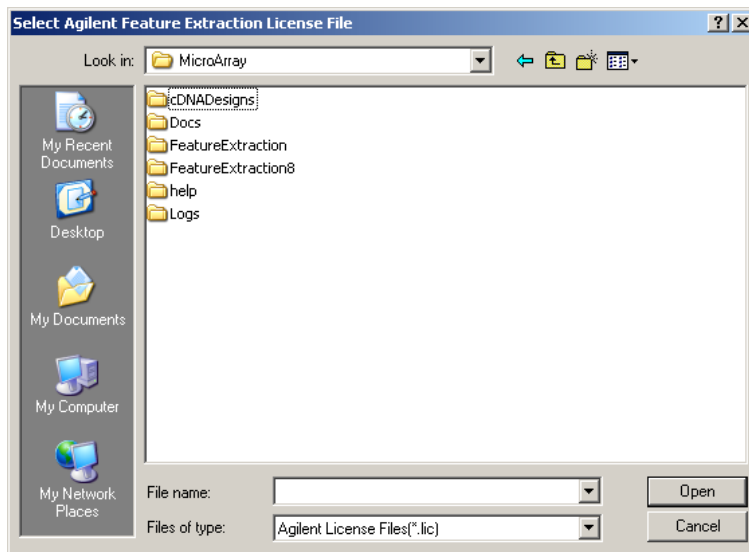 Select Agilent Feature Extraction License File
Look in: MicroArray
My Recent
Documents
Desktop
My Documents
My Computer
My Network
Places
cDNADesigns
Docs
FeatureExtraction
FeatureExtraction8
help
Logs
File name:
Open
Files of type: Agilent License Files(*.lic)
Cancel